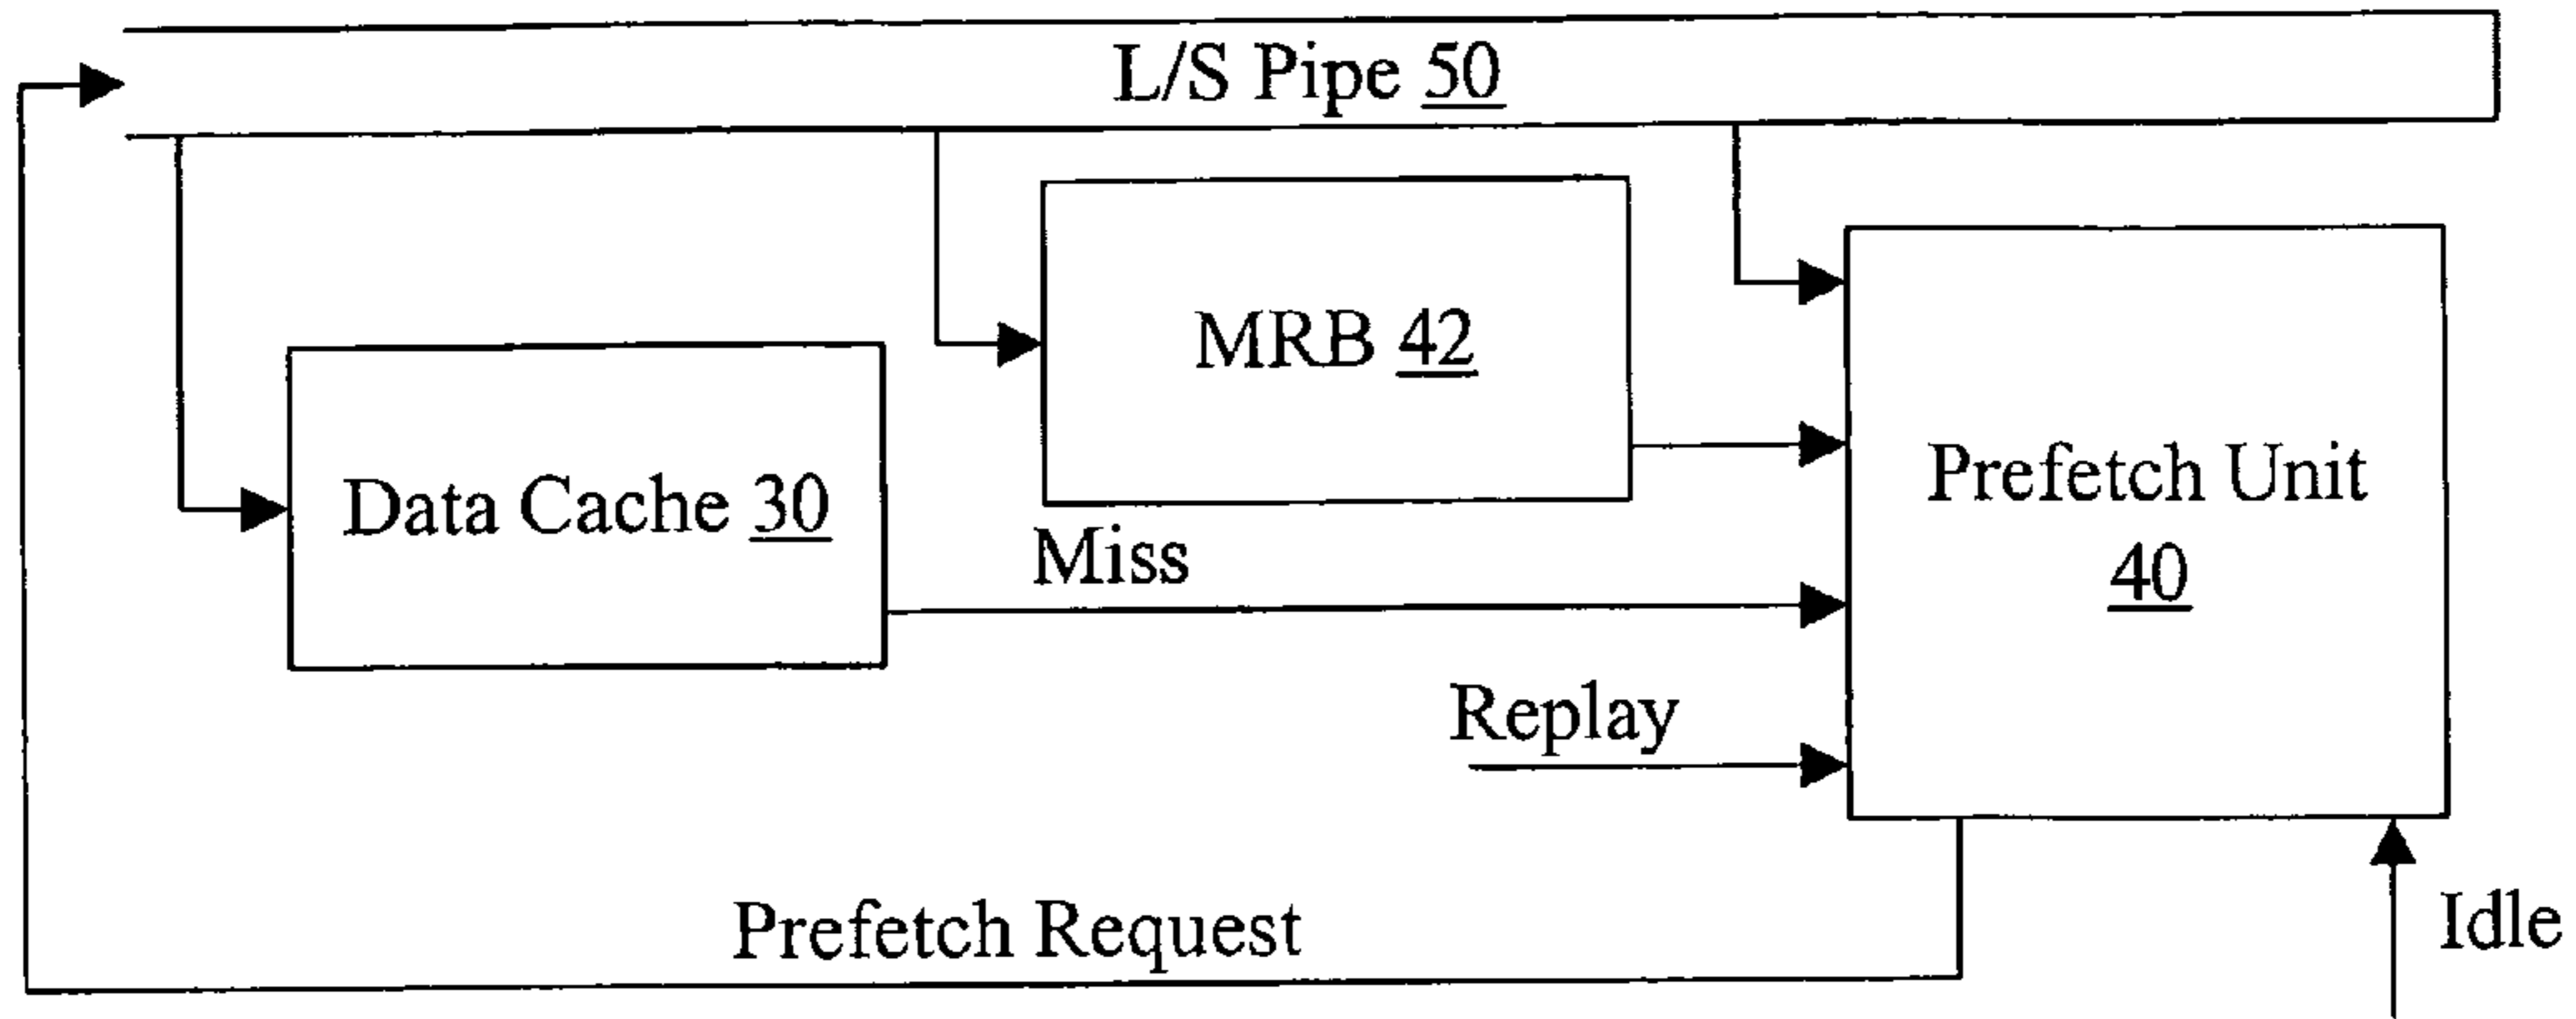 L/S Pipe 50
MRB 42
Data Cache 30
Prefetch Unit
40
Miss
Replay
Prefetch Request
Idle